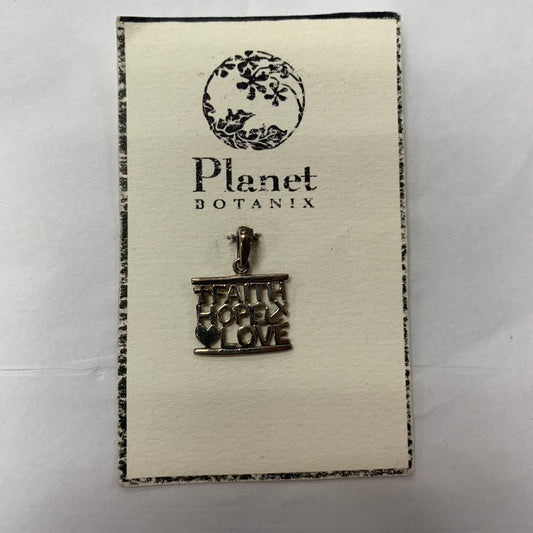 Planet
BOTANIX
FAITH
HOPE
LOVE